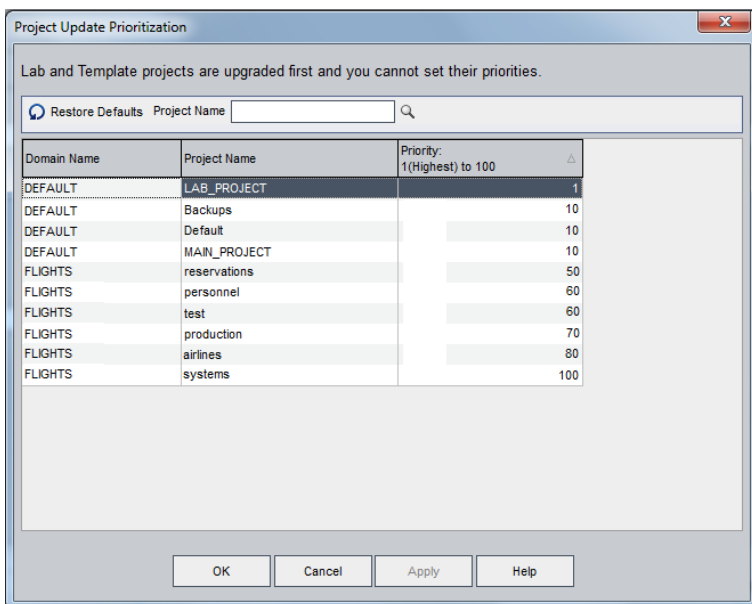 Project Update Prioritization
Lab and Template projects are upgraded first and you cannot set their priorities.
Restore Defaults Project Name
Domain Name Project Name Priority:
1(Highest) to 100
DEFAULT LAB_PROJECT 1
DEFAULT Backups 10
DEFAULT Default 10
DEFAULT MAIN_PROJECT 10
FLIGHTS reservations 50
FLIGHTS personnel 60
FLIGHTS test 60
FLIGHTS production 70
FLIGHTS airlines 80
FLIGHTS systems 100
OK Cancel Apply Help